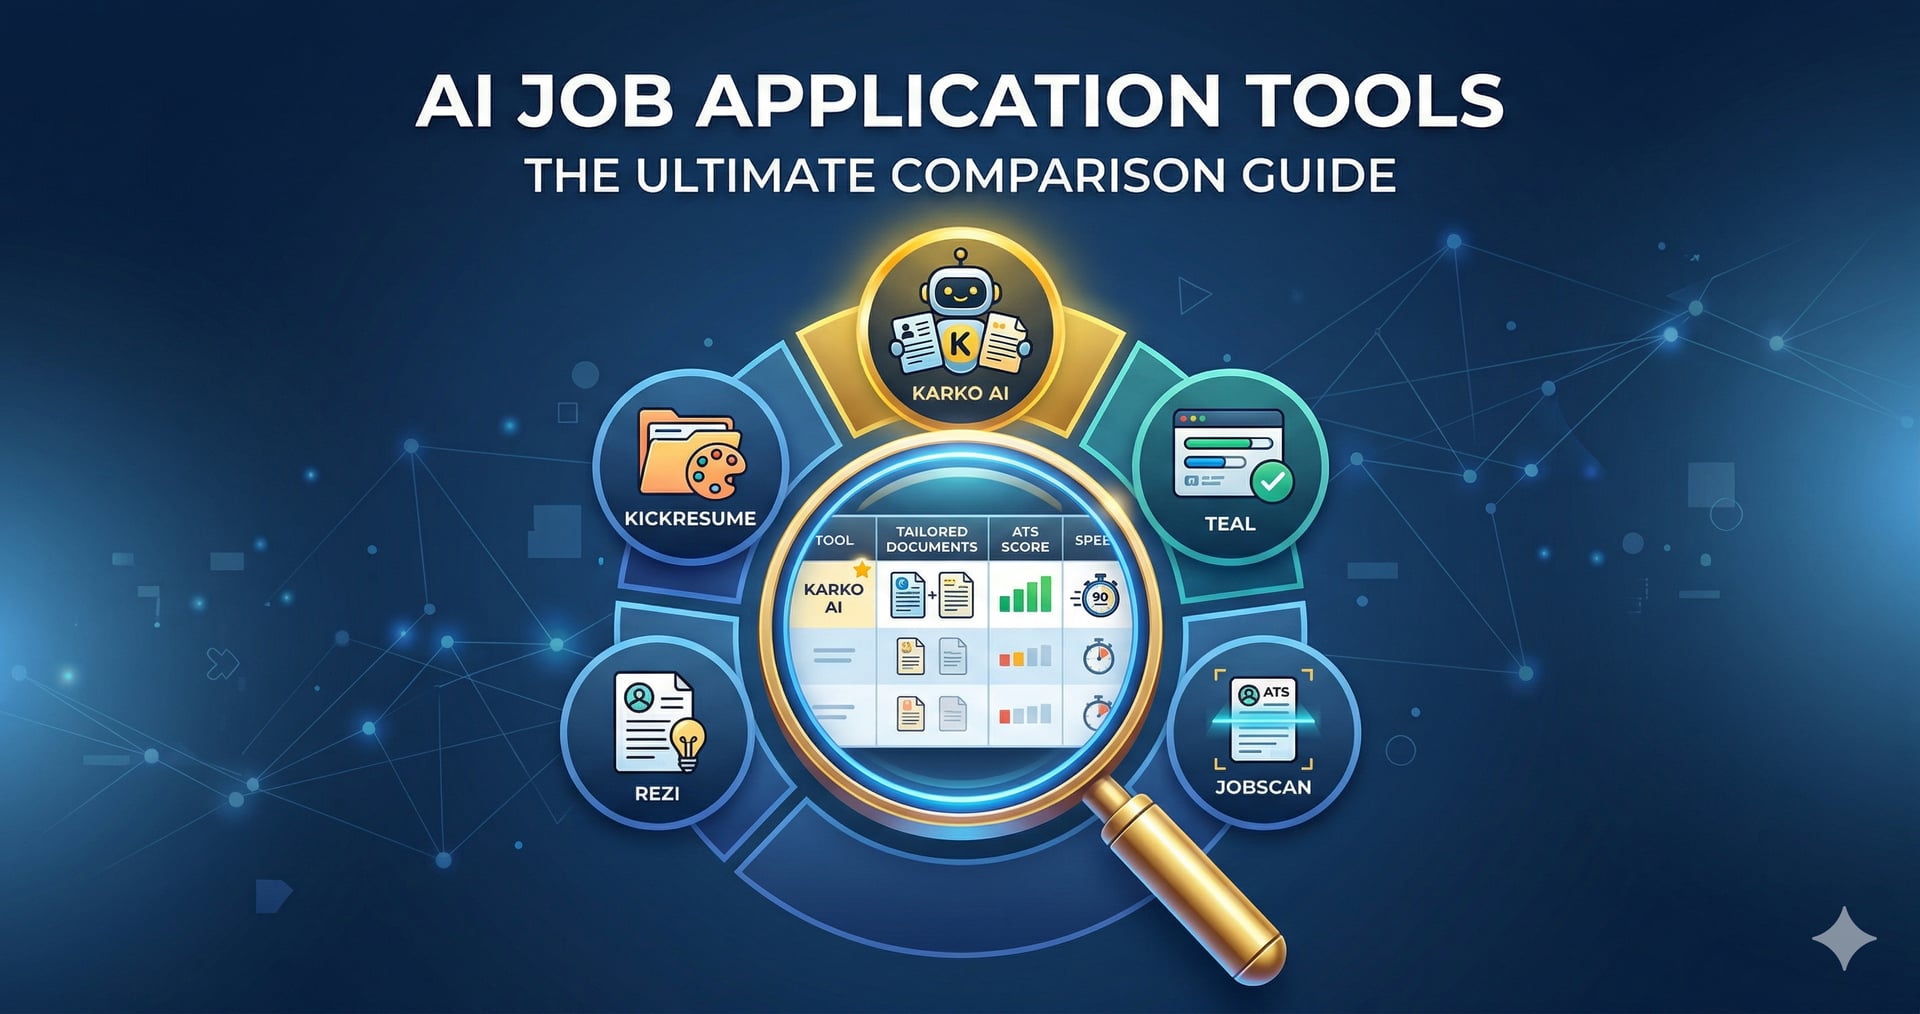 AI JOB APPLICATION TOOLS
THE ULTIMATE COMPARISON GUIDE
K
KARKO AI
KICKRESUME
TEAL
TOOL
TAILORED
DOCUMENTS
ATS
SCORE
SPEE
KARKO
AI
90
ATS
REZI
JOBSCAN